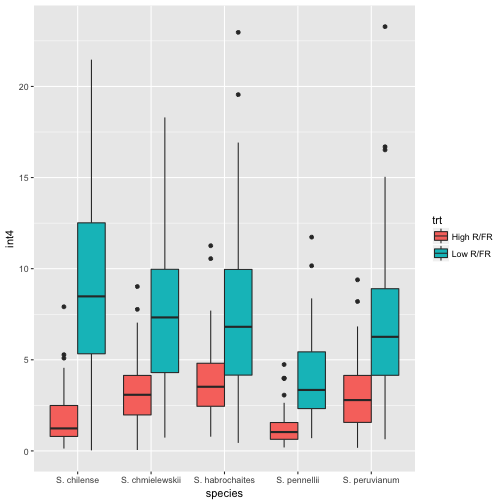 20
15
10
5
0
int4
S. chilense S. chmielewskii S. habrochaites S. pennellii S. peruvianum
species
trt
High R/FR
Low R/FR